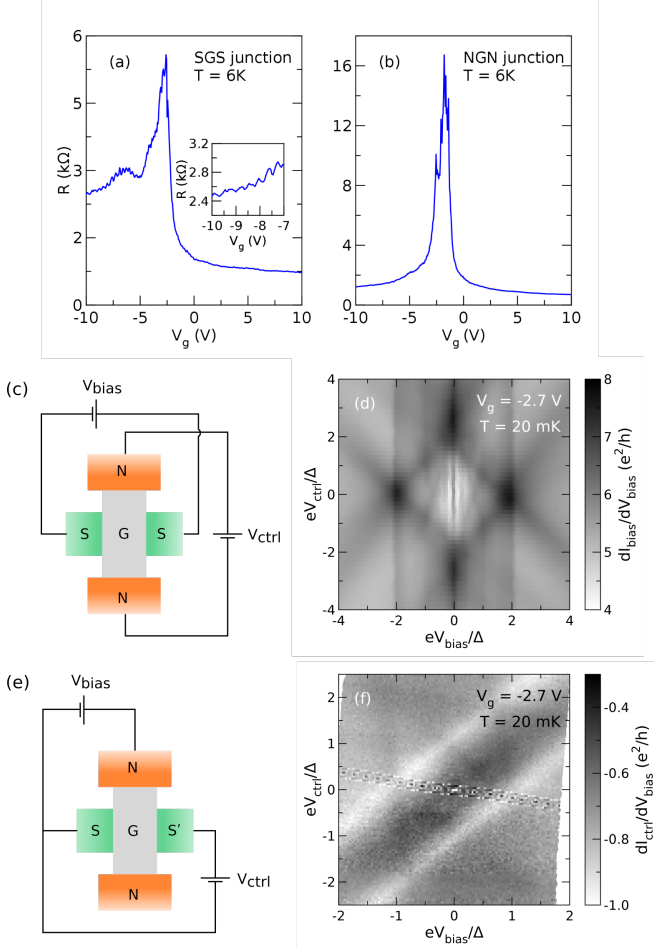 (a)
SGS junction
T = 6K
R (kΩ)
6
5
3
2
0
-10
-5
0
5
10
V_g (V)
R (kΩ)
3.2
2.8
2.4
-10
-9
-8
-7
V_g (V)
(b)
NGN junction
T = 6K
16
12
8
4
0
-10
-5
0
5
10
V_g (V)
(c)
V_bias
N
S
G
S
N
V_ctrl
(d)
V_g = -2.7 V
T = 20 mK
eV_ctrl/Δ
4
2
0
-2
-4
-4
-2
0
2
4
eV_bias/Δ
8
7
6
5
4
dI_bias/dV_bias (e²/h)
(e)
V_bias
N
S
G
S’
N
V_ctrl
(f)
V_g = -2.7 V
T = 20 mK
eV_ctrl/Δ
2
1
0
-1
-2
-2
-1
0
1
2
eV_bias/Δ
-0.4
-0.6
-0.8
-1.0
dI_ctrl/dV_bias (e²/h)